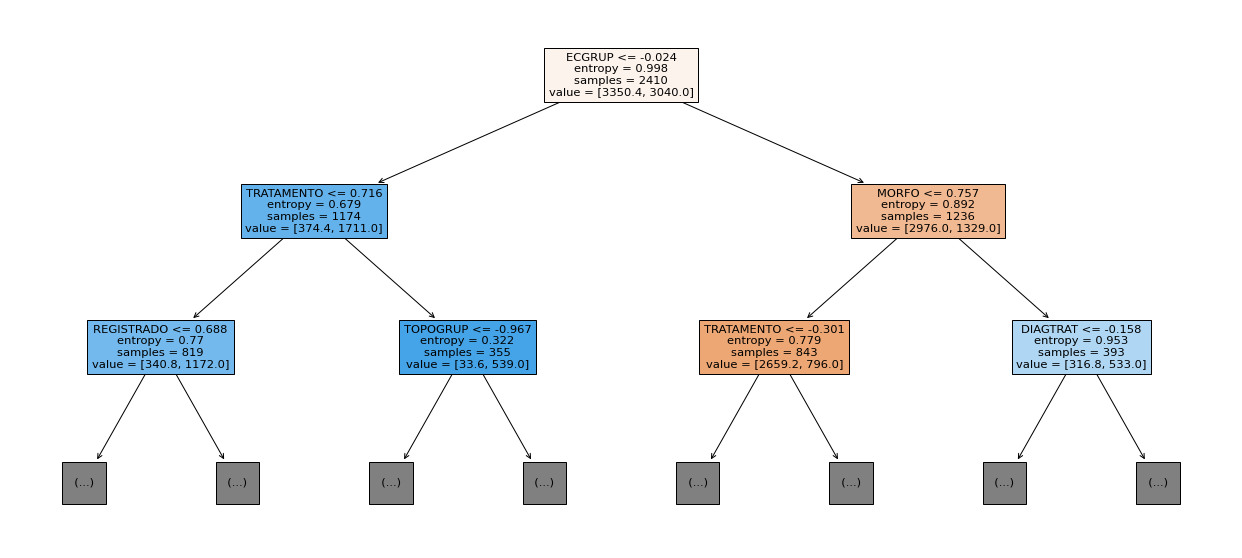 ECGRUP <= -0.024
entropy = 0.998
samples = 2410
value = [3350.4, 3040.0]
TRATAMENTO <= 0.716
entropy = 0.679
samples = 1174
value = [374.4, 1711.0]
MORFO <= 0.757
entropy = 0.892
samples = 1236
value = [2976.0, 1329.0]
REGISTRADO <= 0.688
entropy = 0.77
samples = 819
value = [340.8, 1172.0]
TOPOGRUP <= -0.967
entropy = 0.322
samples = 355
value = [33.6, 539.0]
TRATAMENTO <= -0.301
entropy = 0.779
samples = 843
value = [2659.2, 796.0]
DIAGTRAT <= -0.158
entropy = 0.953
samples = 393
value = [316.8, 533.0]
(...)
(...)
(...)
(...)
(...)
(...)
(...)
(...)